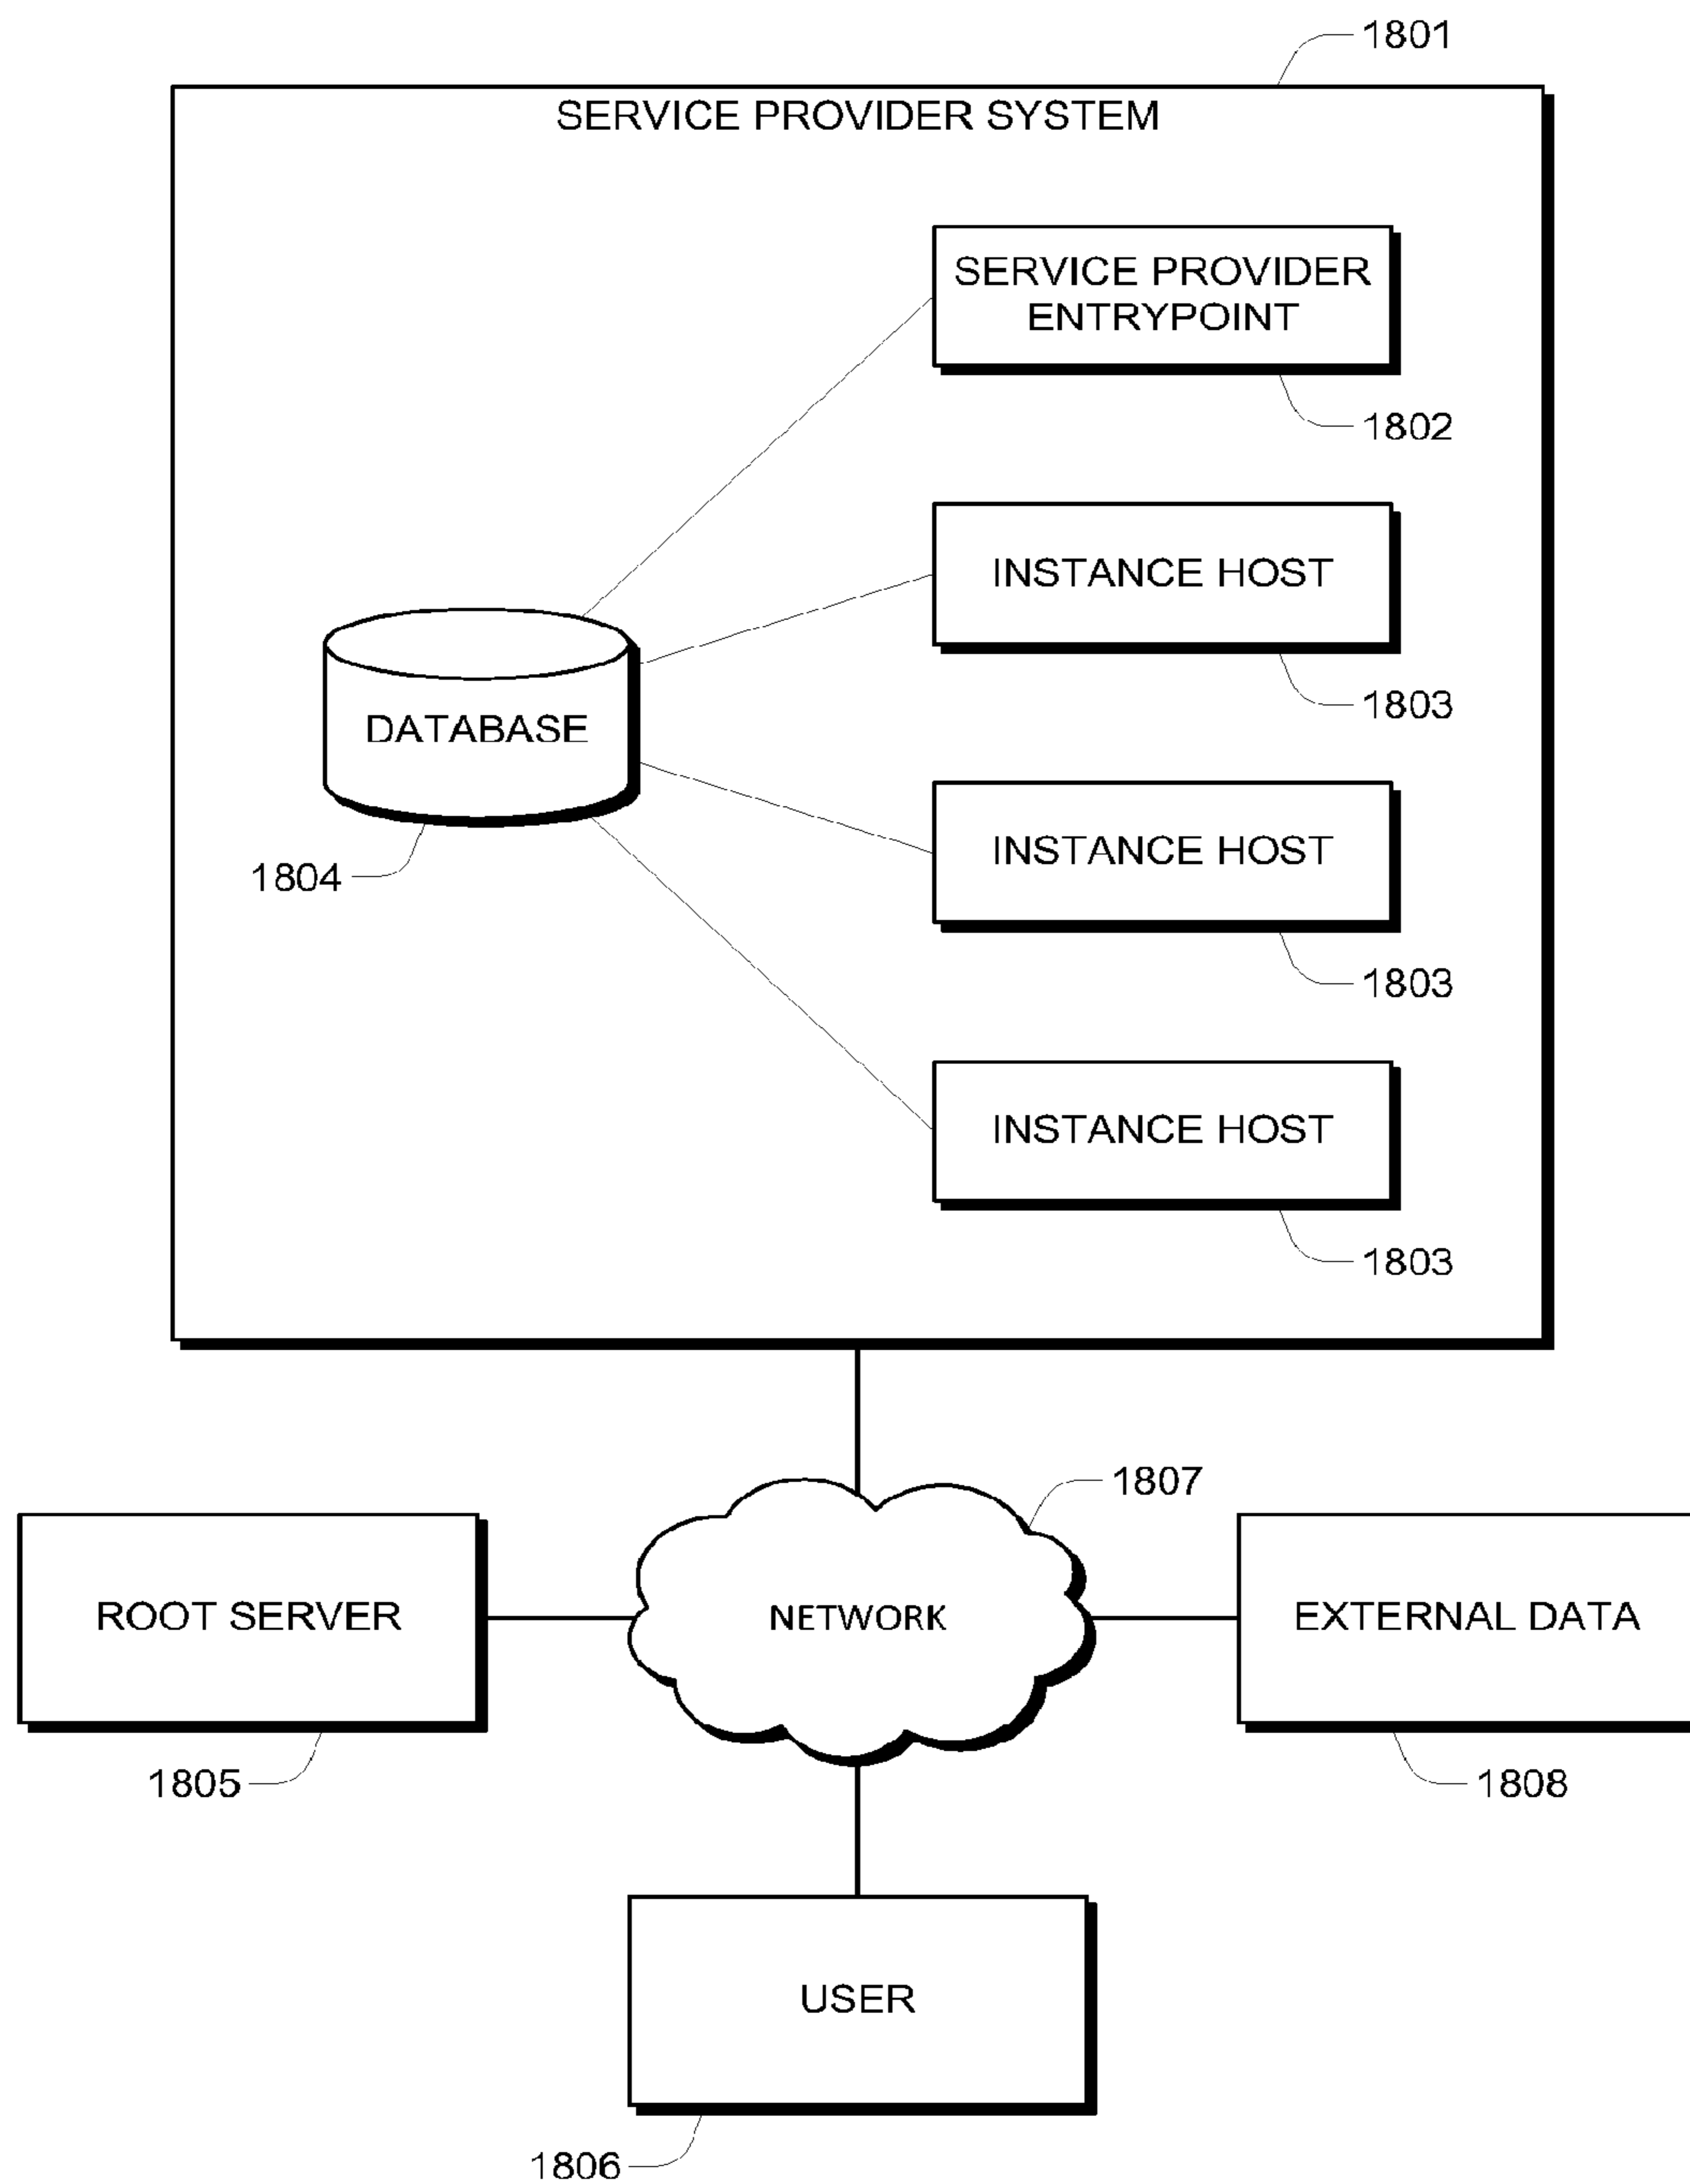 1801
SERVICE PROVIDER SYSTEM
SERVICE PROVIDER
ENTRYPOINT
1802
INSTANCE HOST
1803
DATABASE
1804
INSTANCE HOST
1803
INSTANCE HOST
1803
1807
ROOT SERVER
NETWORK
EXTERNAL DATA
1805
1808
USER
1806